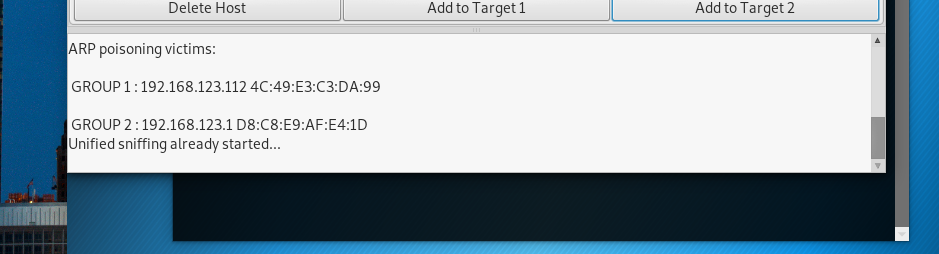 Delete Host
Add to Target 1
Add to Target 2
ARP poisoning victims:
GROUP 1 : 192.168.123.112 4C:49:E3:C3:DA:99
GROUP 2 : 192.168.123.1 D8:C8:E9:AF:E4:1D
Unified sniffing already started...